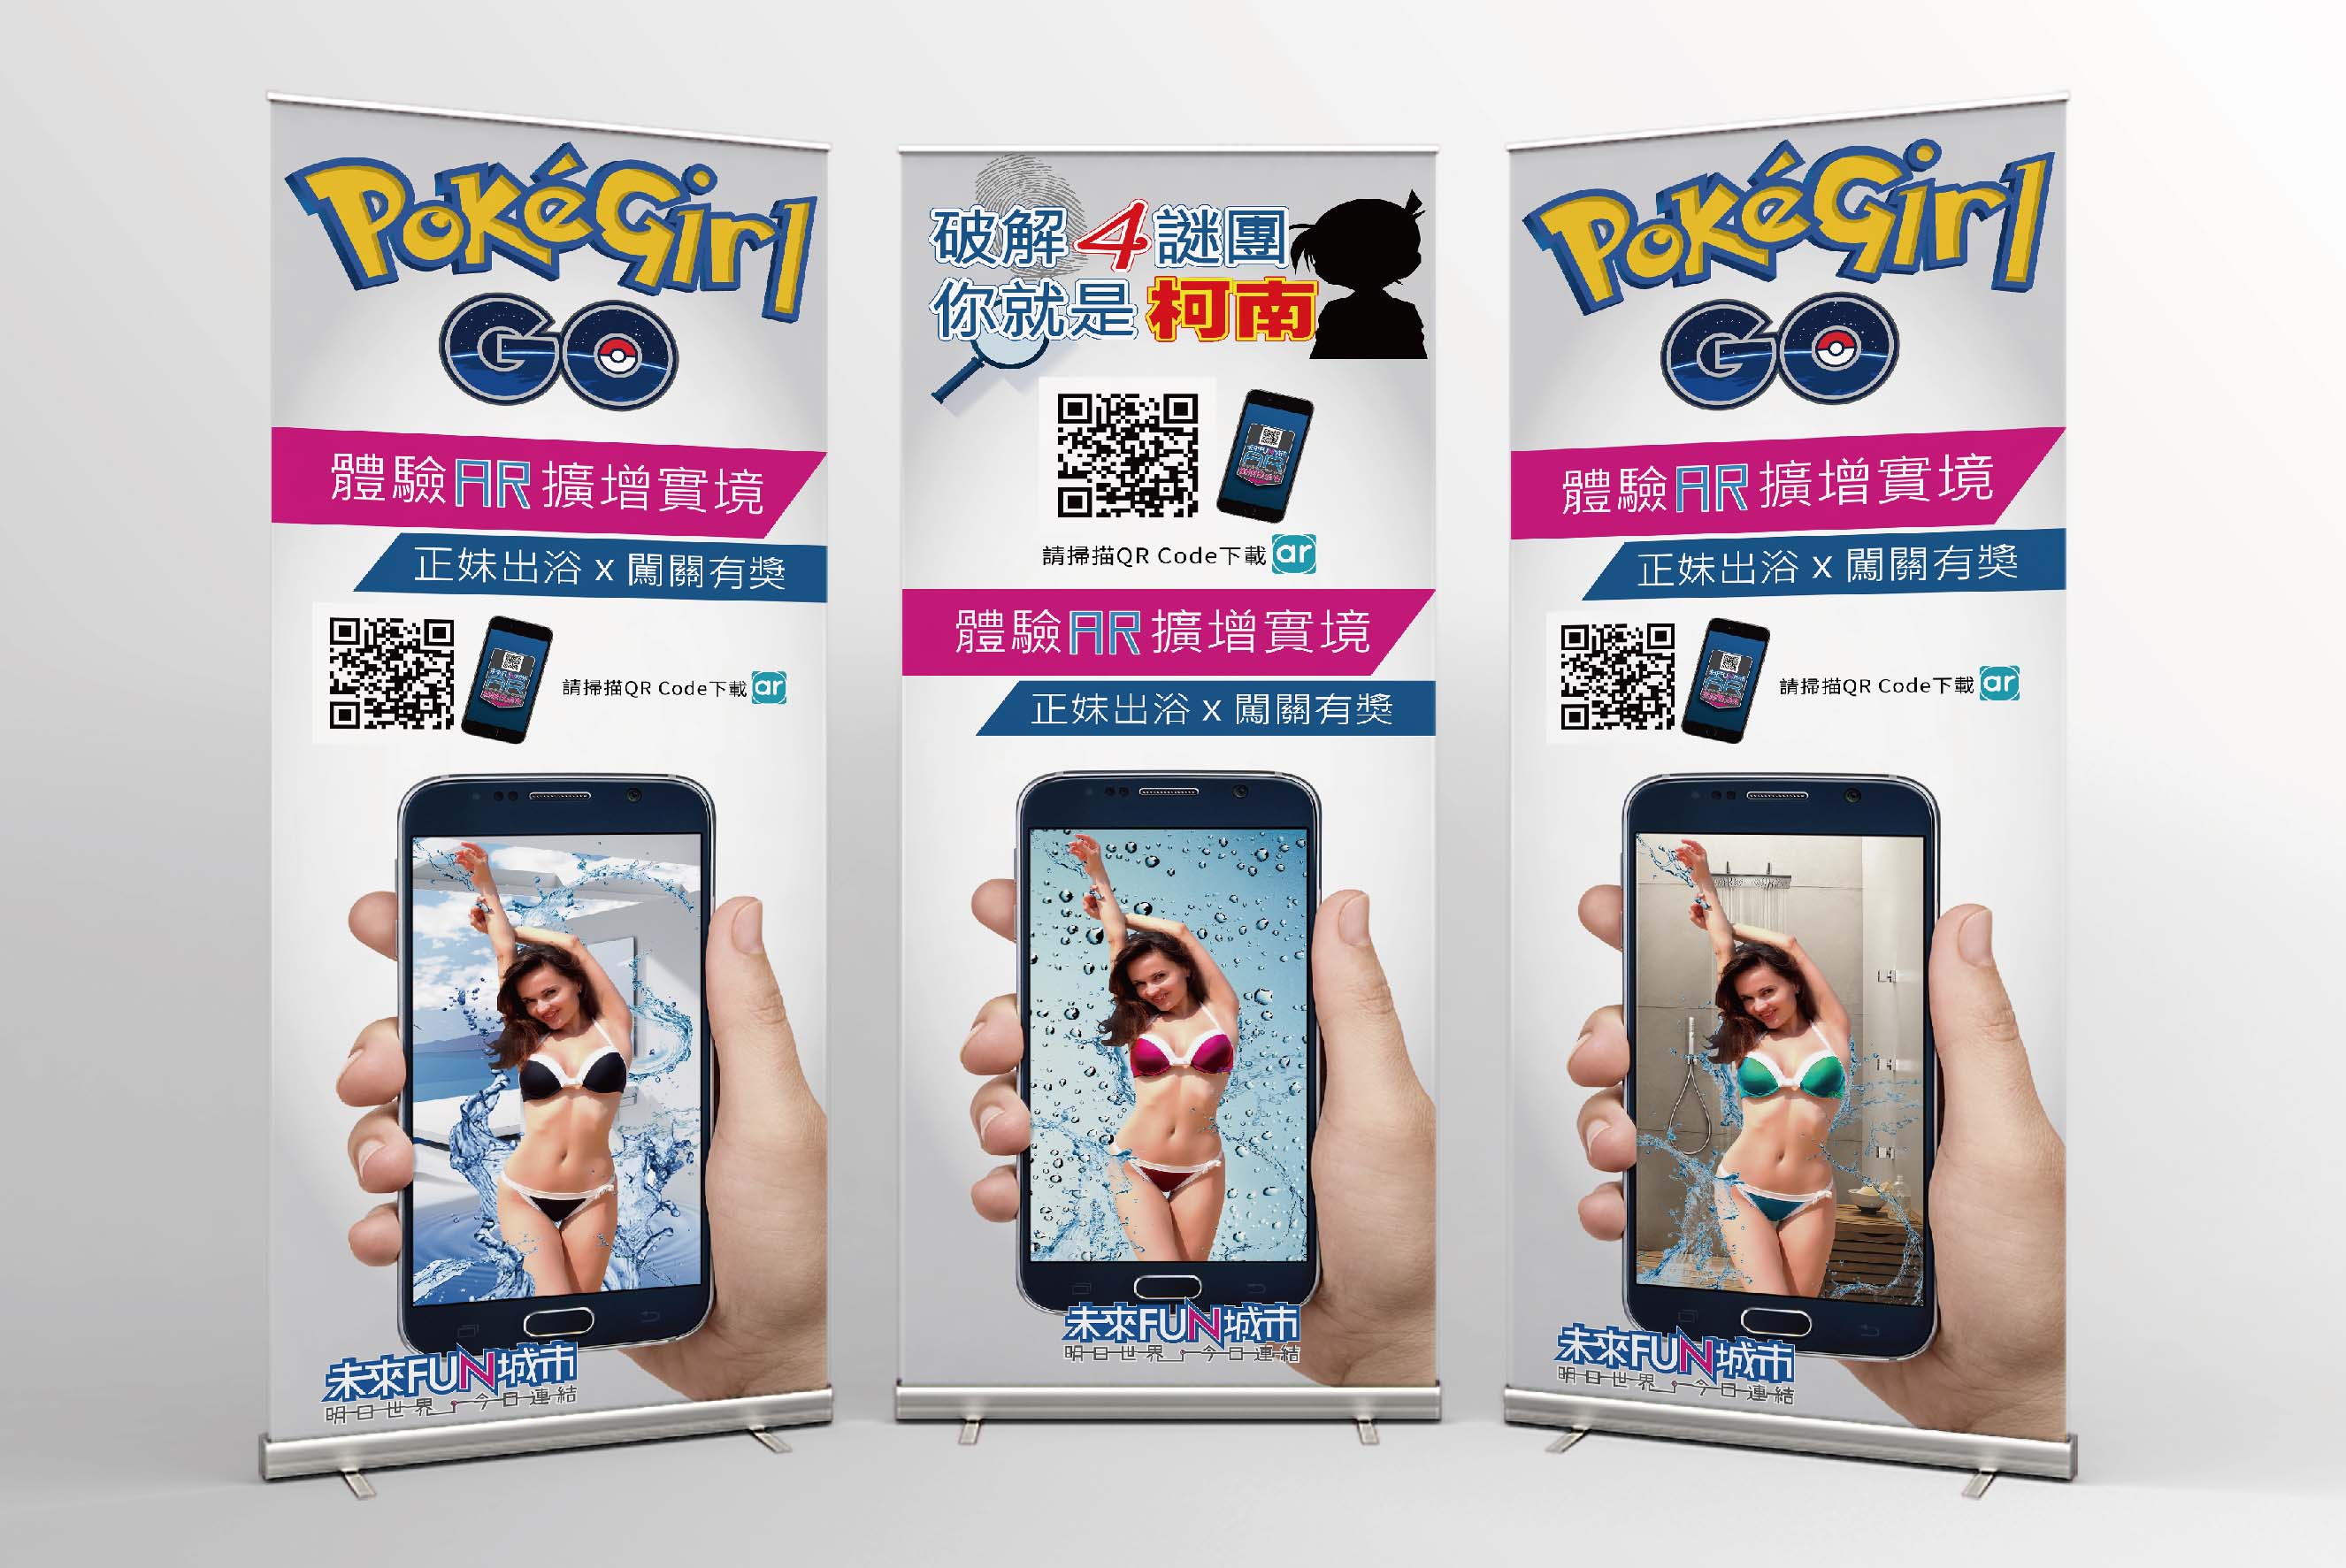 PokéGirl
GO
體驗AR擴增實境
正妹出浴 x 闖關有獎
請掃描QR Code下載 ar
未來FUN城市
明日世界 今日連結
破解4謎團
你就是柯南
請掃描QR Code下載 ar
體驗AR擴增實境
正妹出浴 x 闖關有獎
未來FUN城市
明日世界 今日連結
PokéGirl
GO
體驗AR擴增實境
正妹出浴 x 闖關有獎
請掃描QR Code下載 ar
未來FUN城市
明日世界 今日連結